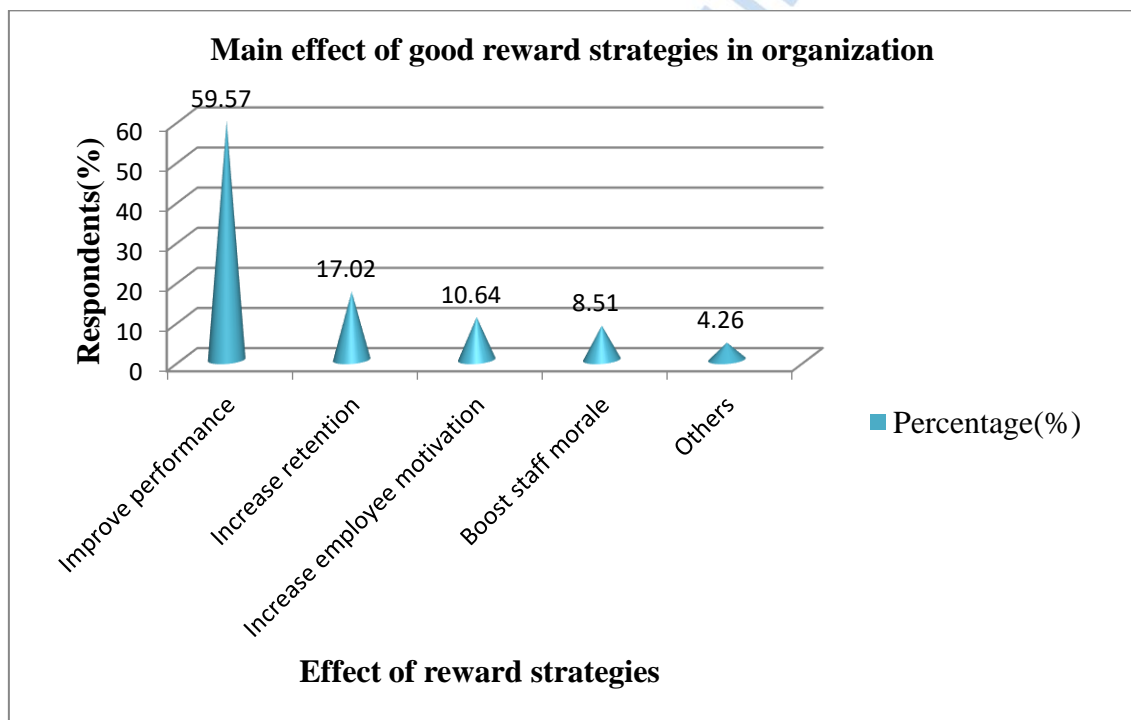 Main effect of good reward strategies in organization
59.57
17.02
10.64
8.51
4.26
60
50
40
30
20
10
0
Respondents(%)
Improve performance
Increase retention
Increase employee motivation
Boost staff morale
Others
Percentage(%)
Effect of reward strategies